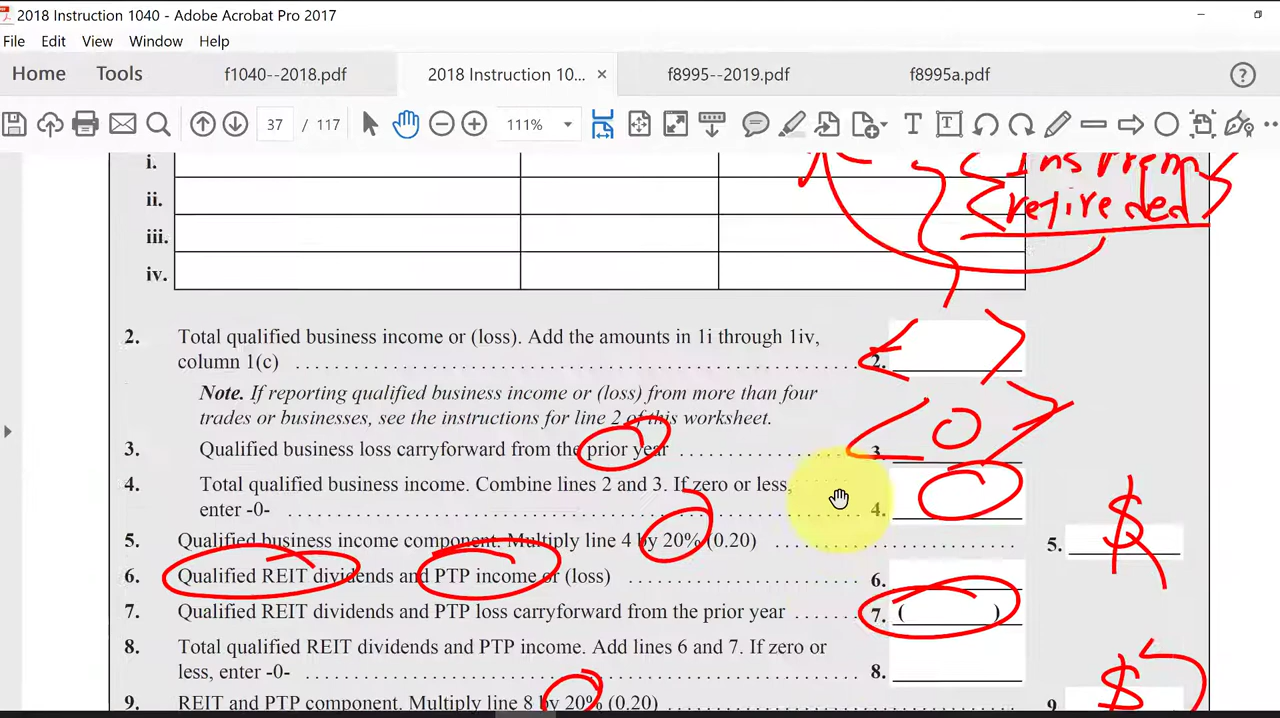 2018 Instruction 1040 - Adobe Acrobat Pro 2017
File Edit View Window Help
Home Tools f1040--2018.pdf 2018 Instruction 10... × f8995--2019.pdf f8995a.pdf ?
37 / 117 111%
i.
retireded
ii.
iii.
iv.
2. Total qualified business income or (loss). Add the amounts in 1i through 1iv,
column 1(c) 2.
Note. If reporting qualified business income or (loss) from more than four
trades or businesses, see the instructions for line 2 of this worksheet.
3. Qualified business loss carryforward from the prior year 3. 0
4. Total qualified business income. Combine lines 2 and 3. If zero or less,
enter -0- 4.
5. Qualified business income component. Multiply line 4 by 20% (0.20) 5. $
6. Qualified REIT dividends and PTP income or (loss) 6.
7. Qualified REIT dividends and PTP loss carryforward from the prior year 7. ( )
8. Total qualified REIT dividends and PTP income. Add lines 6 and 7. If zero or
less, enter -0- 8.
9. REIT and PTP component. Multiply line 8 by 20% (0.20) 9 $